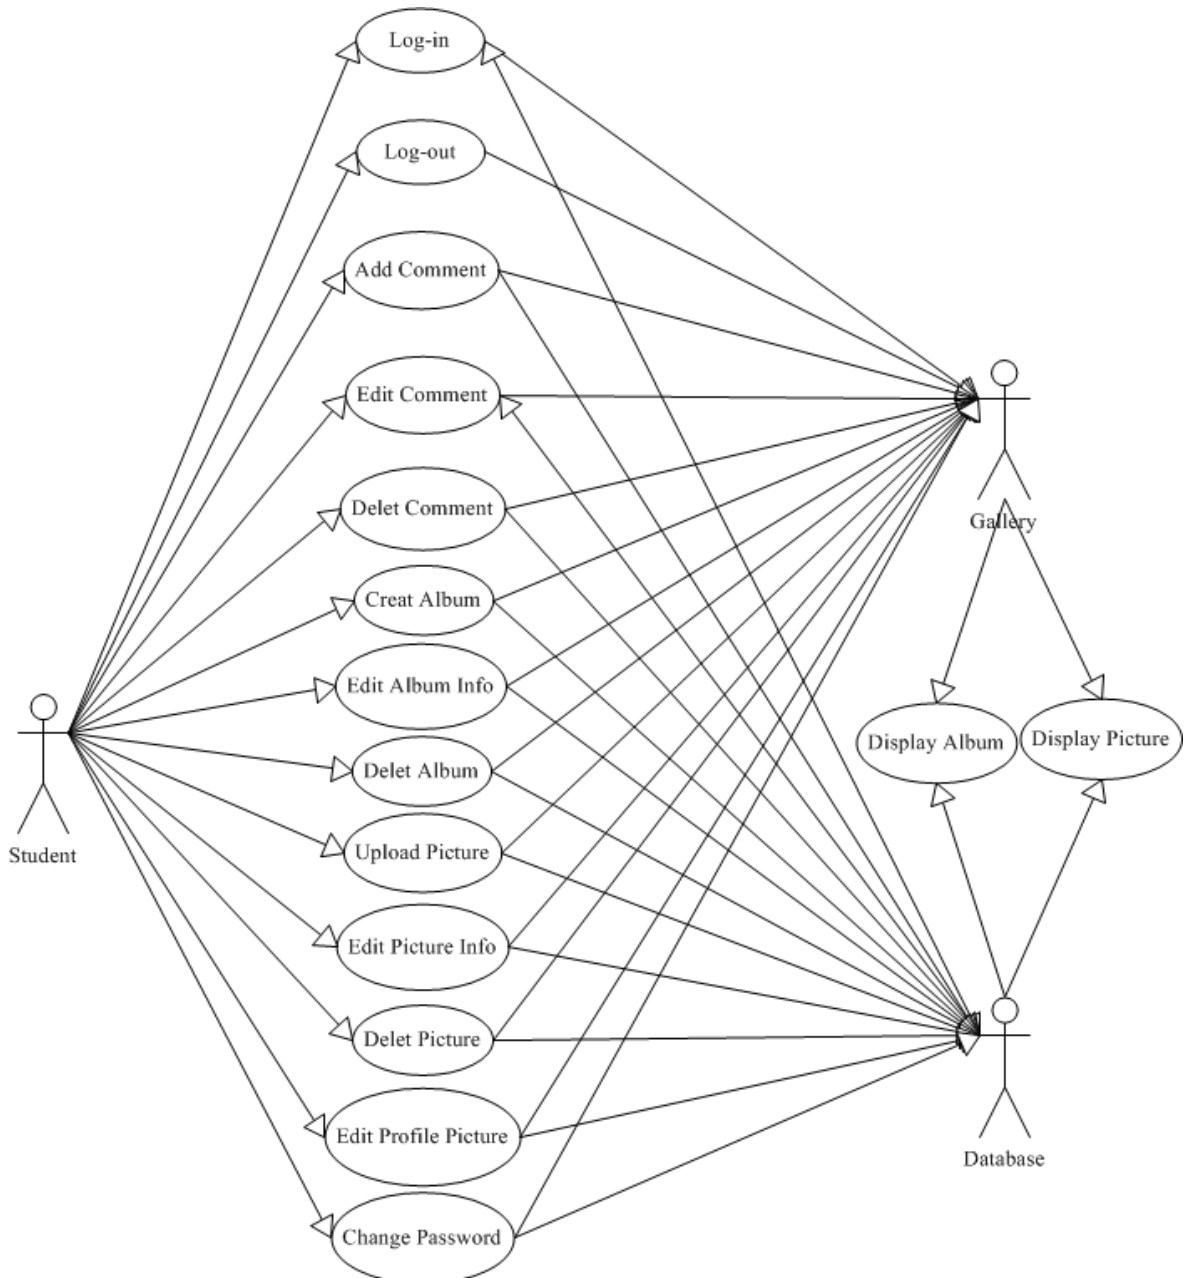 Log-in
Log-out
Add Comment
Edit Comment
Delet Comment
Creat Album
Edit Album Info
Delet Album
Upload Picture
Edit Picture Info
Delet Picture
Edit Profile Picture
Change Password
Student
Gallery
Display Album
Display Picture
Database